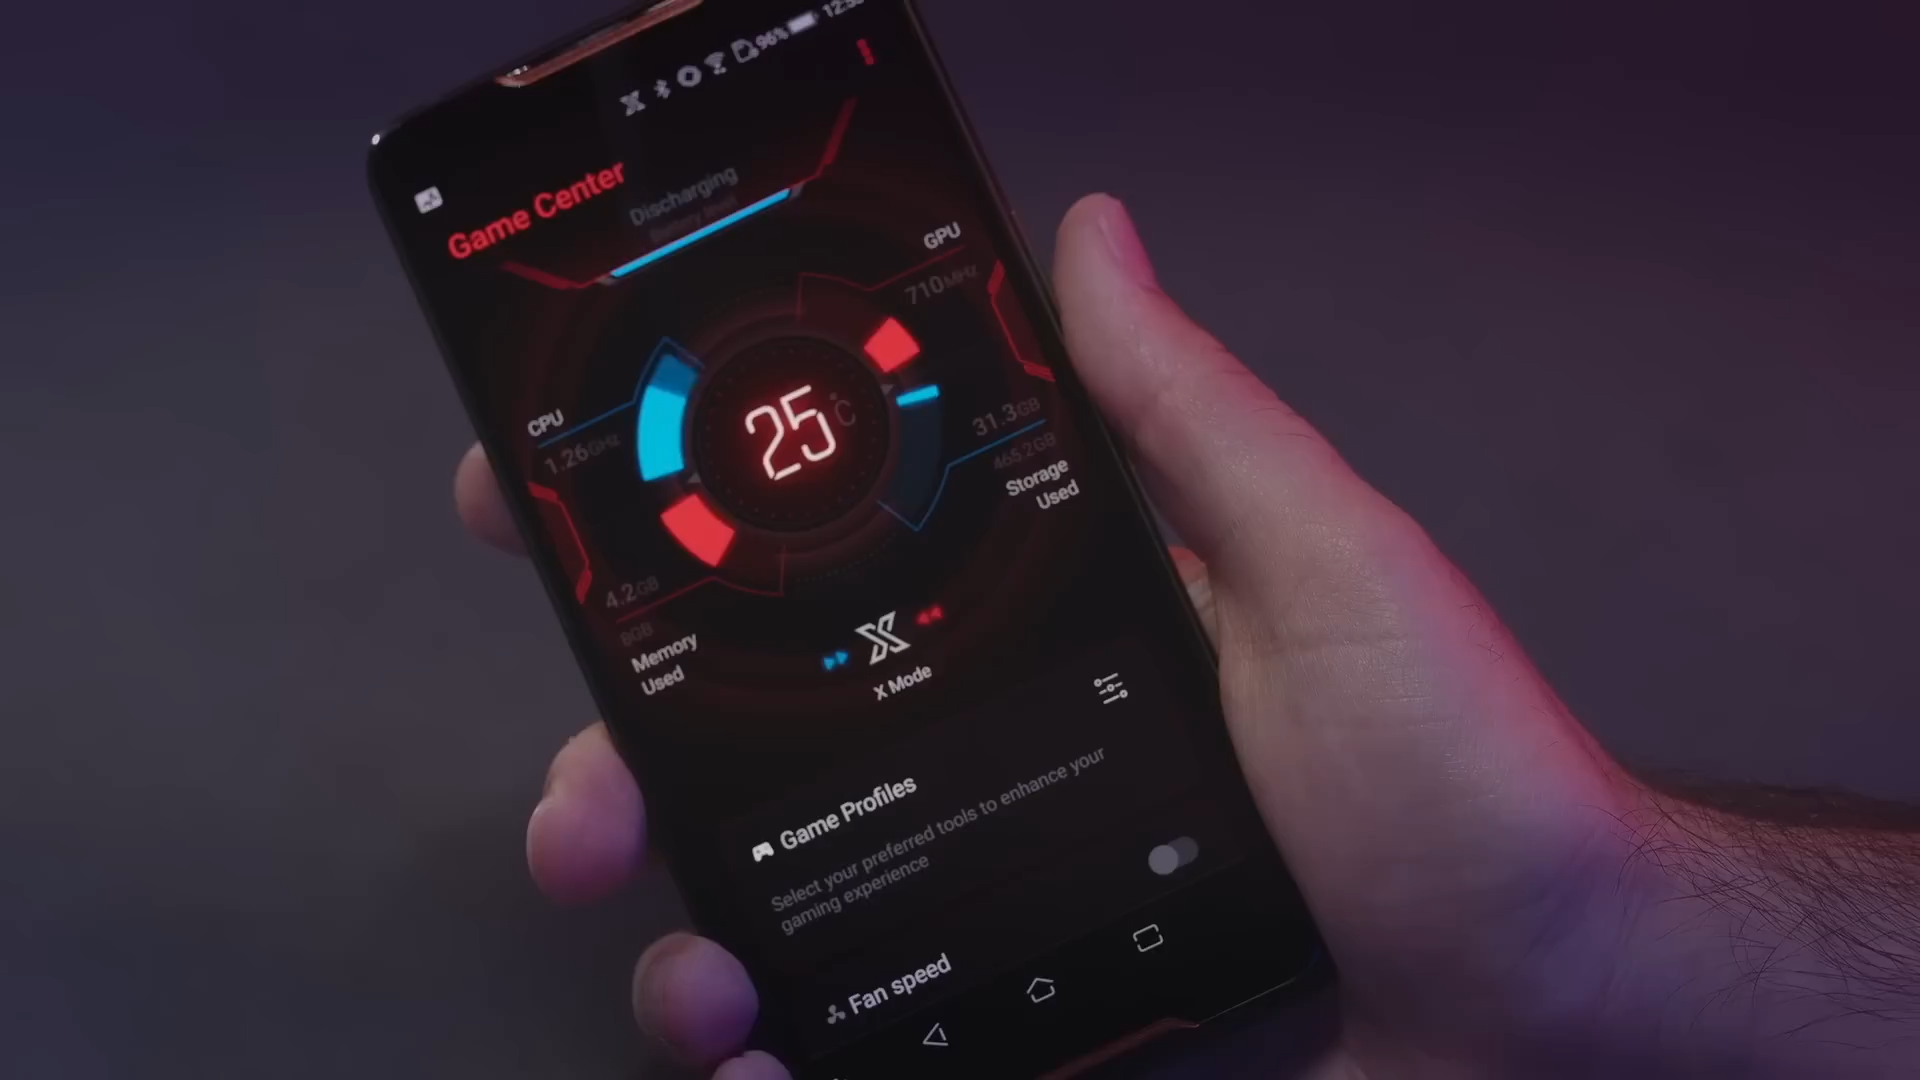 96%
Game Center
Discharging
GPU
710MHz
CPU
1.26GHz
25°C
31.3GB
465.2GB
Storage
Used
4.2GB
8GB
Memory
Used
X Mode
Game Profiles
Select your preferred tools to enhance your
gaming experience
Fan speed